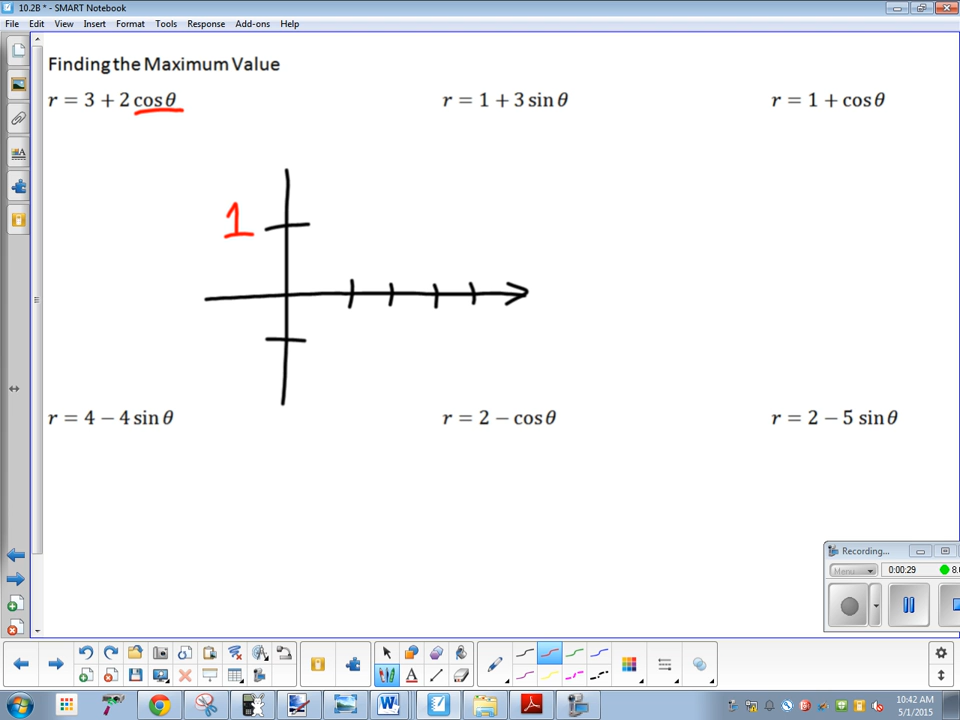 10.2B * - SMART Notebook
File Edit View Insert Format Tools Response Add-ons Help
Finding the Maximum Value
r = 3 + 2 cos θ
r = 1 + 3 sin θ
r = 1 + cos θ
1
r = 4 − 4 sin θ
r = 2 − cos θ
r = 2 − 5 sin θ
Recording...
Menu 0:00:29
10:42 AM
5/1/2015